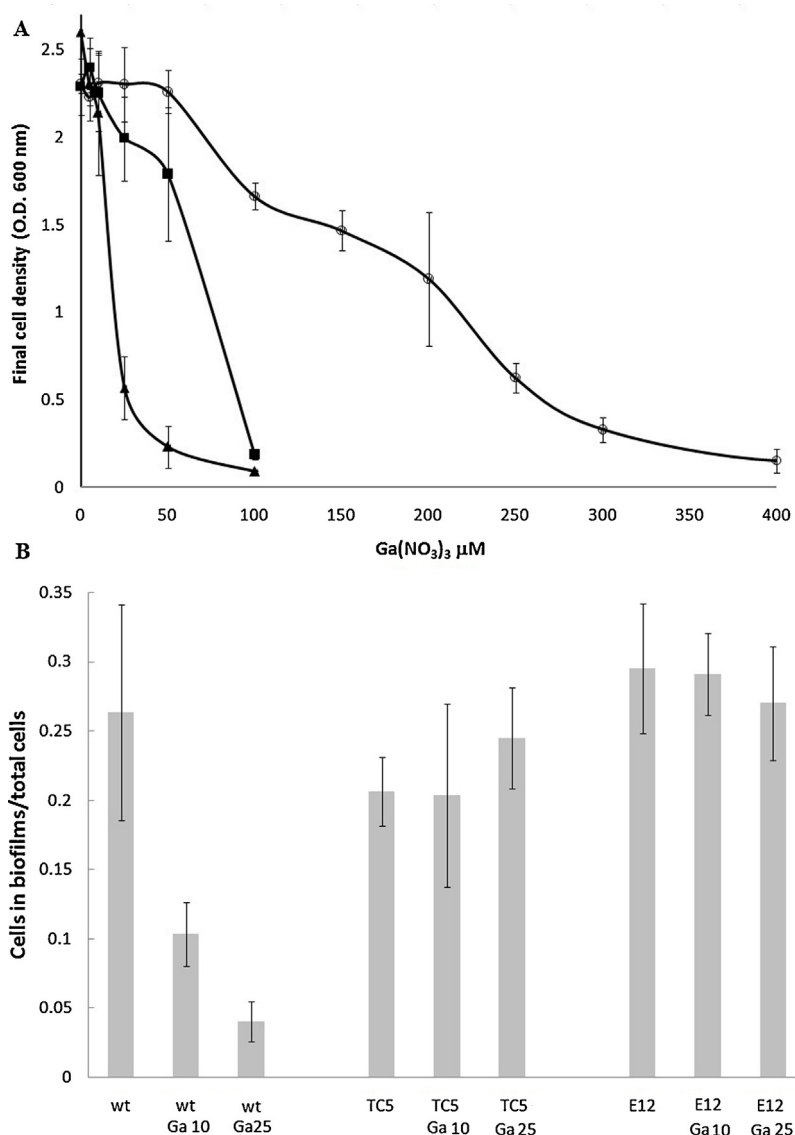 A
2.5
2
1.5
1
0.5
0
Final cell density (O.D. 600 nm)
0 50 100 150 200 250 300 350 400
Ga(NO₃)₃ µM
B
0.35
0.3
0.25
0.2
0.15
0.1
0.05
0
Cells in biofilms/total cells
wt wt wt TC5 TC5 TC5 E12 E12 E12
Ga 10 Ga25 Ga 10 Ga 25 Ga 10 Ga 25